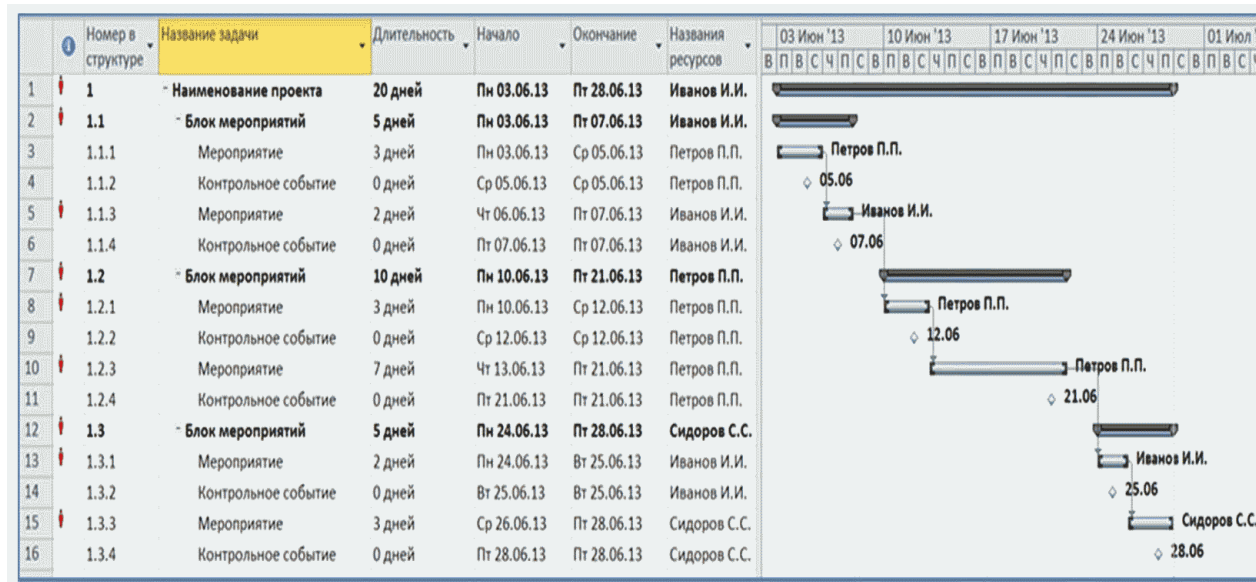 Номер в структуре Название задачи Длительность Начало Окончание Названия ресурсов 03 Июн '13 10 Июн '13 17 Июн '13 24 Июн '13 01 Июл '
В П В С Ч П С В П В С Ч П С В П В С Ч П С В П В С Ч П С В П В С Ч
1 1 - Наименование проекта 20 дней Пн 03.06.13 Пт 28.06.13 Иванов И.И.
2 1.1 - Блок мероприятий 5 дней Пн 03.06.13 Пт 07.06.13 Иванов И.И.
3 1.1.1 Мероприятие 3 дней Пн 03.06.13 Ср 05.06.13 Петров П.П. Петров П.П.
4 1.1.2 Контрольное событие 0 дней Ср 05.06.13 Ср 05.06.13 Петров П.П. 05.06
5 1.1.3 Мероприятие 2 дней Чт 06.06.13 Пт 07.06.13 Иванов И.И. Иванов И.И.
6 1.1.4 Контрольное событие 0 дней Пт 07.06.13 Пт 07.06.13 Иванов И.И. 07.06
7 1.2 - Блок мероприятий 10 дней Пн 10.06.13 Пт 21.06.13 Петров П.П.
8 1.2.1 Мероприятие 3 дней Пн 10.06.13 Ср 12.06.13 Петров П.П. Петров П.П.
9 1.2.2 Контрольное событие 0 дней Ср 12.06.13 Ср 12.06.13 Петров П.П. 12.06
10 1.2.3 Мероприятие 7 дней Чт 13.06.13 Пт 21.06.13 Петров П.П. Петров П.П.
11 1.2.4 Контрольное событие 0 дней Пт 21.06.13 Пт 21.06.13 Петров П.П. 21.06
12 1.3 - Блок мероприятий 5 дней Пн 24.06.13 Пт 28.06.13 Сидоров С.С.
13 1.3.1 Мероприятие 2 дней Пн 24.06.13 Вт 25.06.13 Иванов И.И. Иванов И.И.
14 1.3.2 Контрольное событие 0 дней Вт 25.06.13 Вт 25.06.13 Иванов И.И. 25.06
15 1.3.3 Мероприятие 3 дней Ср 26.06.13 Пт 28.06.13 Сидоров С.С. Сидоров С.С.
16 1.3.4 Контрольное событие 0 дней Пт 28.06.13 Пт 28.06.13 Сидоров С.С. 28.06